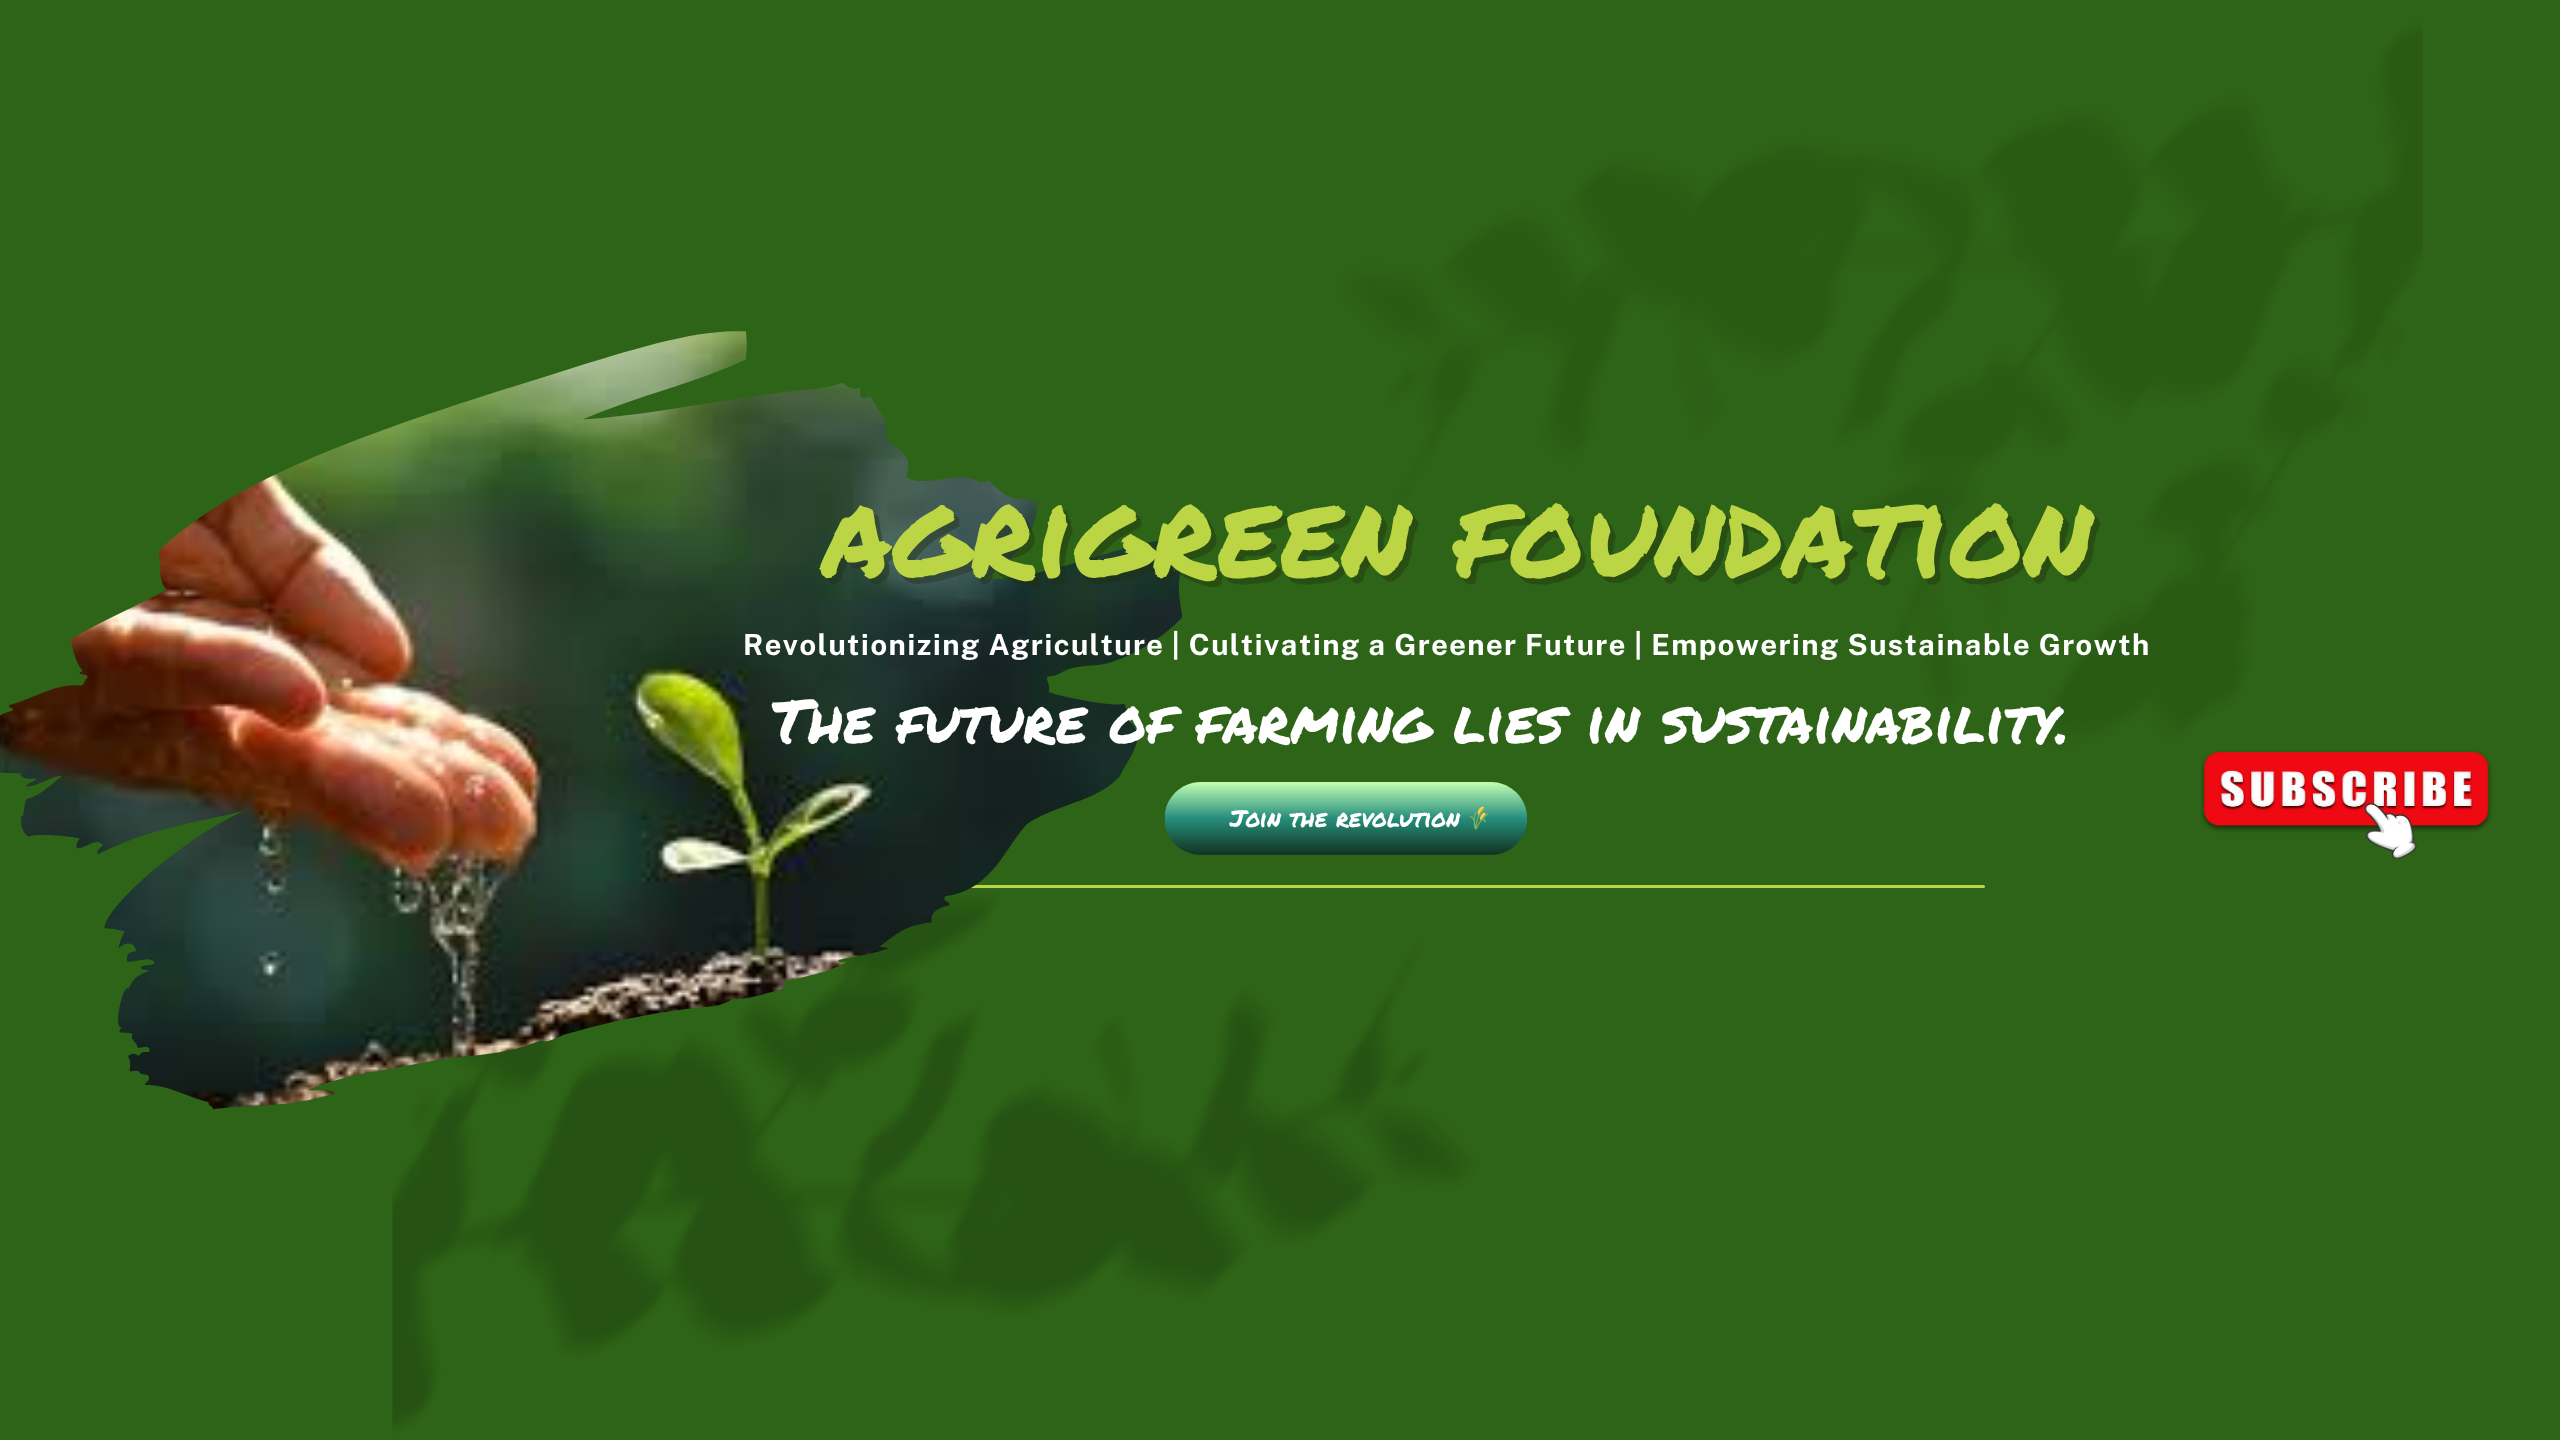 AGRIGREEN FOUNDATION
Revolutionizing Agriculture | Cultivating a Greener Future | Empowering Sustainable Growth
The future of farming lies in sustainability.
Join the revolution 🌾
SUBSCRIBE